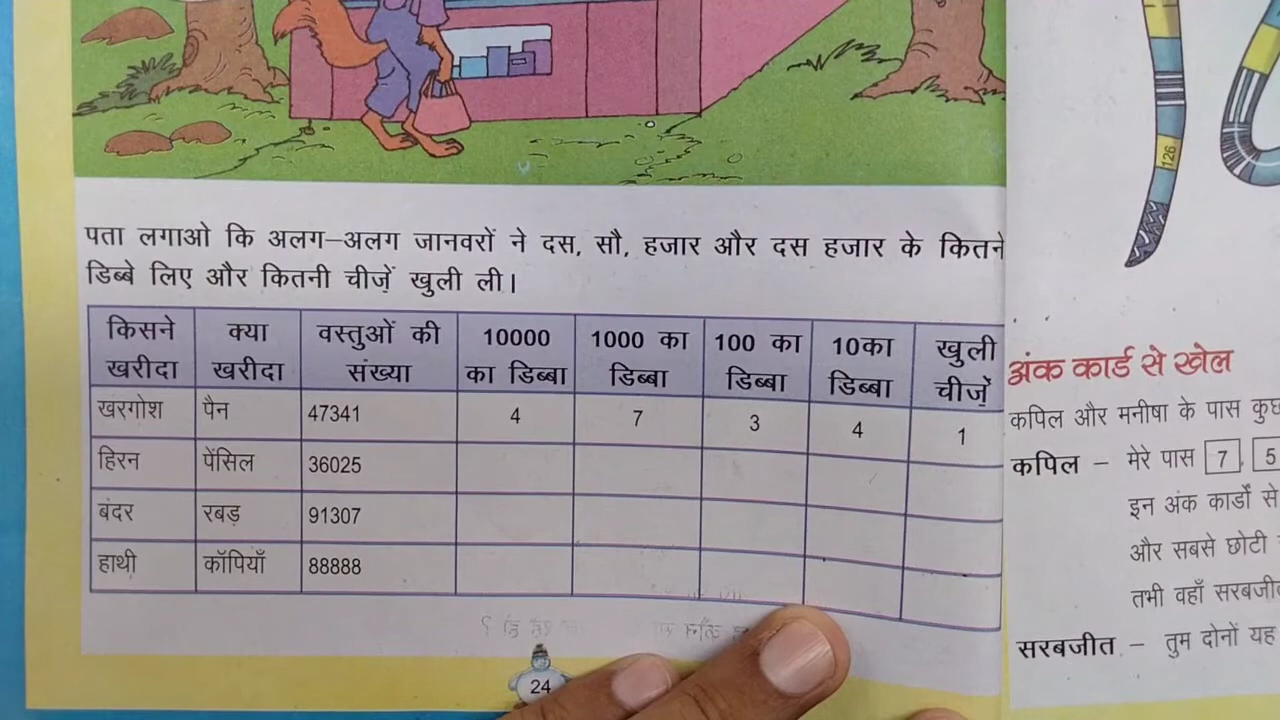 पता लगाओ कि अलग–अलग जानवरों ने दस, सौ, हजार और दस हजार के कितने
डिब्बे लिए और कितनी चीज़ें खुली ली।
किसने खरीदा क्या खरीदा वस्तुओं की संख्या 10000 का डिब्बा 1000 का डिब्बा 100 का डिब्बा 10का डिब्बा खुली चीज़ें
खरगोश पैन 47341 4 7 3 4 1
हिरन पेंसिल 36025
बंदर रबड़ 91307
हाथी कॉपियाँ 88888
24
126
अंक कार्ड से खेल
कपिल और मनीषा के पास कुछ
कपिल – मेरे पास 7, 5
इन अंक कार्डों से
और सबसे छोटी
तभी वहाँ सरबजीत
सरबजीत – तुम दोनों यह